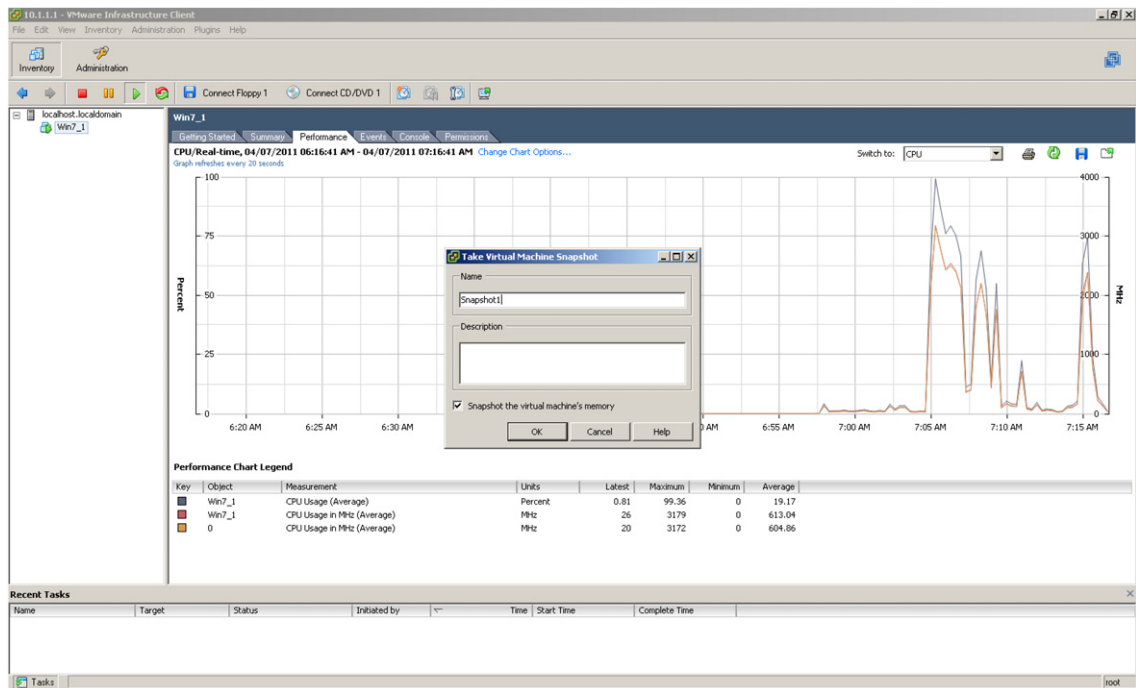 10.1.1.1 - VMware Infrastructure Client
File Edit View Inventory Administration Plugins Help
Inventory Administration
Connect Floppy 1 Connect CD/DVD 1
localhost.localdomain
Win7_1
Win7_1
Getting Started Summary Performance Events Console Permissions
CPU/Real-time, 04/07/2011 06:16:41 AM - 04/07/2011 07:16:41 AM Change Chart Options... Switch to: CPU
Graph refreshes every 20 seconds
100 4000
75 3000
50 2000
25 1000
0 0
Percent
MHz
6:20 AM 6:25 AM 6:30 AM 6:55 AM 7:00 AM 7:05 AM 7:10 AM 7:15 AM
Take Virtual Machine Snapshot
Name
Snapshot1
Description
Snapshot the virtual machine's memory
OK Cancel Help
Performance Chart Legend
Key Object Measurement Units Latest Maximum Minimum Average
Win7_1 CPU Usage (Average) Percent 0.81 99.36 0 19.17
Win7_1 CPU Usage in MHz (Average) MHz 26 3179 0 613.04
0 CPU Usage in MHz (Average) MHz 20 3172 0 604.86
Recent Tasks
Name Target Status Initiated by Time Start Time Complete Time
Tasks root